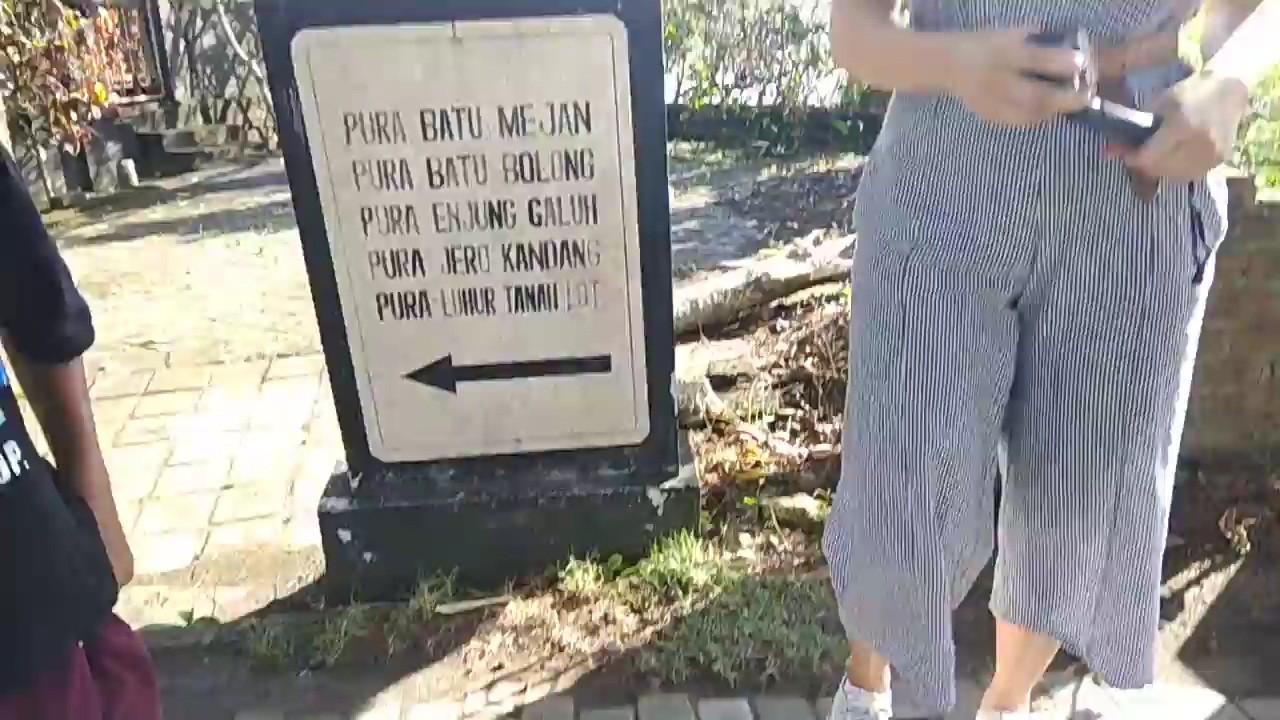 PURA BATU MEJAN
PURA BATU BOLONG
PURA ENJUNG GALUH
PURA JERO KANDANG
PURA LUHUR TANAH LOT